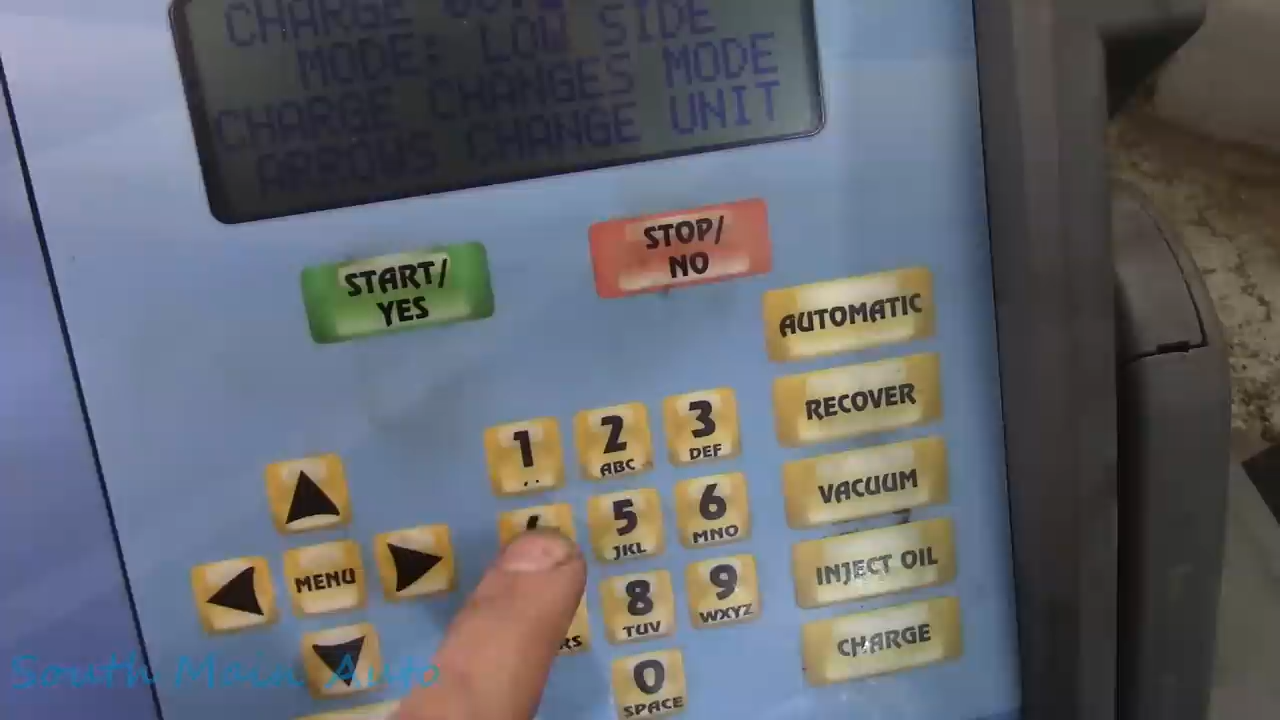 CHARGE
MODE: LOW SIDE
CHARGE CHANGES MODE
ARROWS CHANGE UNIT
START/
YES
STOP/
NO
AUTOMATIC
RECOVER
VACUUM
INJECT OIL
CHARGE
1
2
ABC
3
DEF
5
JKL
6
MNO
8
TUV
9
WXYZ
0
SPACE
MENU
South Main Auto